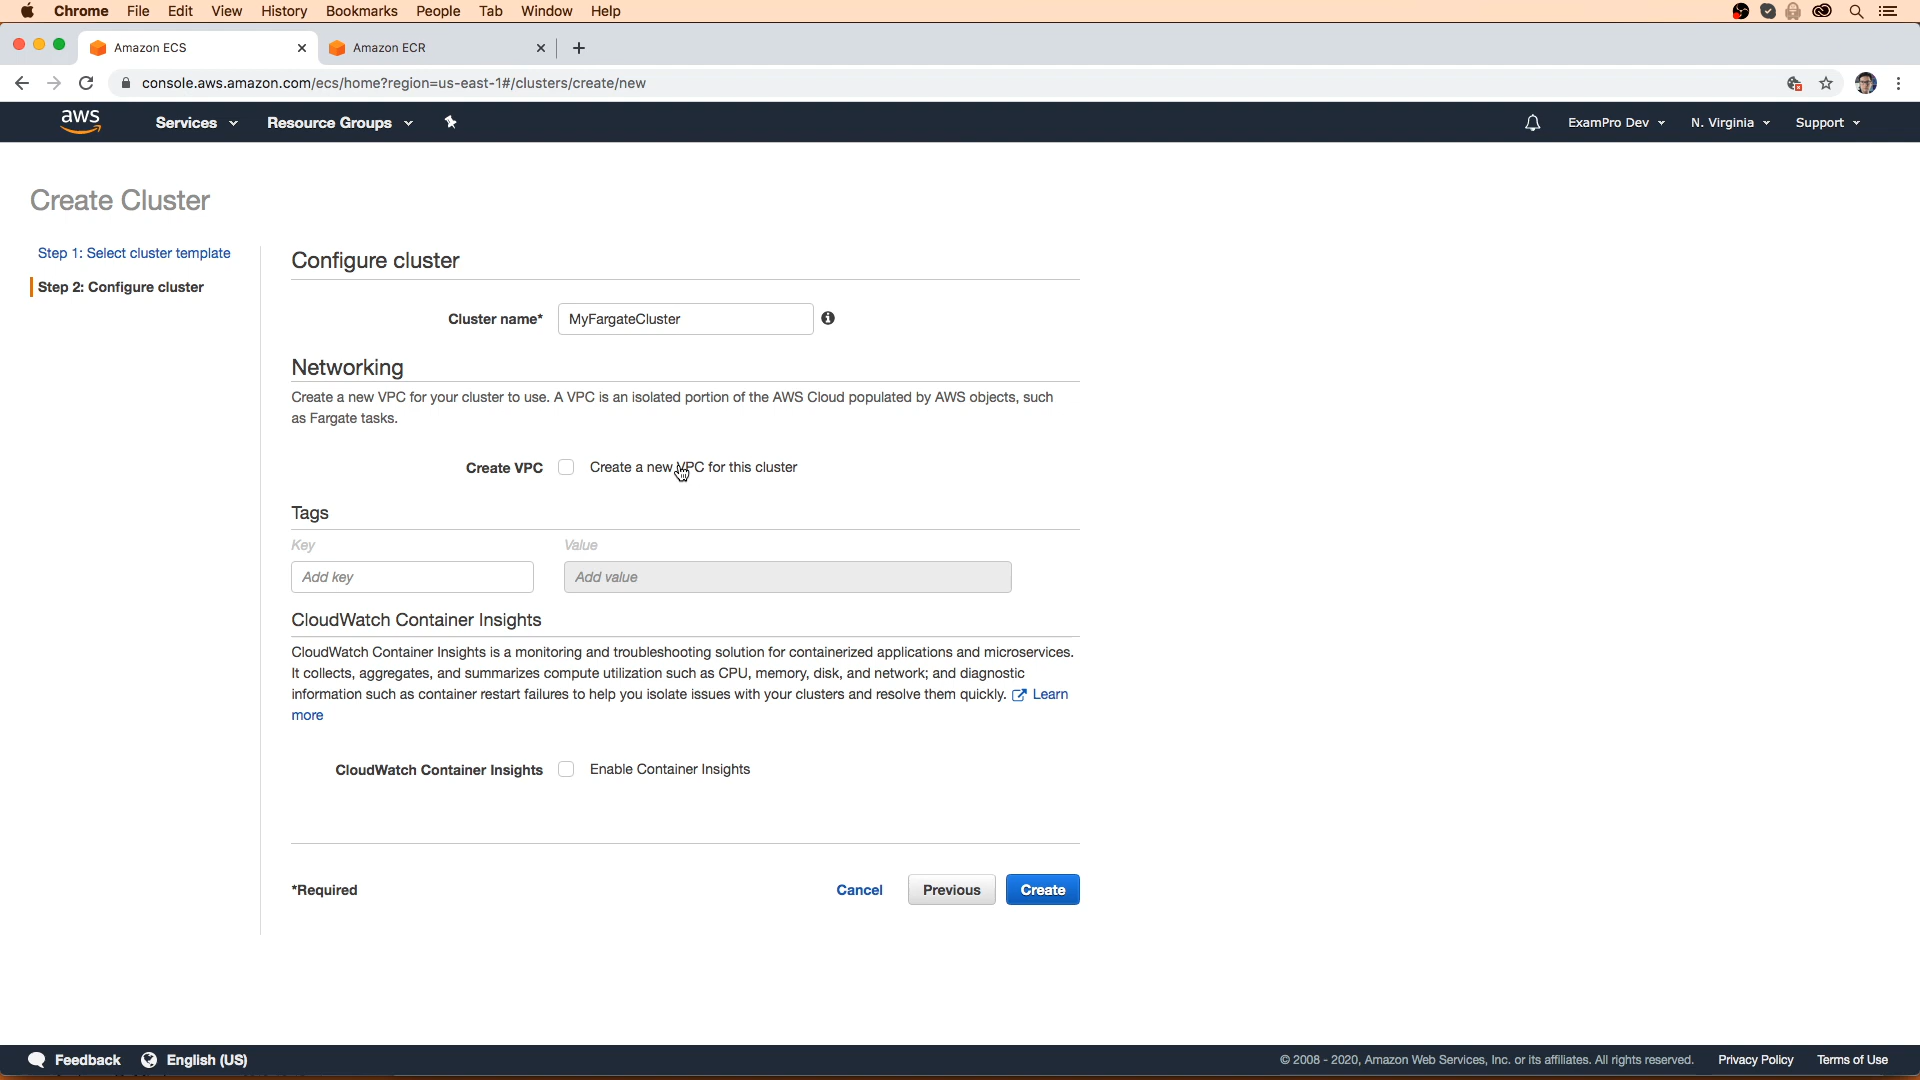 Chrome File Edit View History Bookmarks People Tab Window Help
Amazon ECS
Amazon ECR
console.aws.amazon.com/ecs/home?region=us-east-1#/clusters/create/new
aws Services Resource Groups ExamPro Dev N. Virginia Support
Create Cluster
Step 1: Select cluster template
Step 2: Configure cluster
Configure cluster
Cluster name* MyFargateCluster
Networking
Create a new VPC for your cluster to use. A VPC is an isolated portion of the AWS Cloud populated by AWS objects, such
as Fargate tasks.
Create VPC Create a new VPC for this cluster
Tags
Key Value
Add key Add value
CloudWatch Container Insights
CloudWatch Container Insights is a monitoring and troubleshooting solution for containerized applications and microservices.
It collects, aggregates, and summarizes compute utilization such as CPU, memory, disk, and network; and diagnostic
information such as container restart failures to help you isolate issues with your clusters and resolve them quickly. Learn
more
CloudWatch Container Insights Enable Container Insights
*Required Cancel Previous Create
Feedback English (US) © 2008 - 2020, Amazon Web Services, Inc. or its affiliates. All rights reserved. Privacy Policy Terms of Use